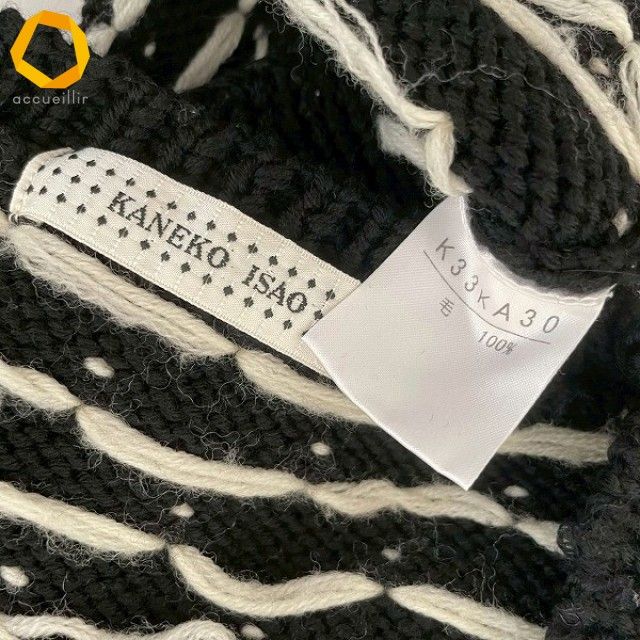 accueillir
KANEKO ISAO
K33KA30
毛 100%